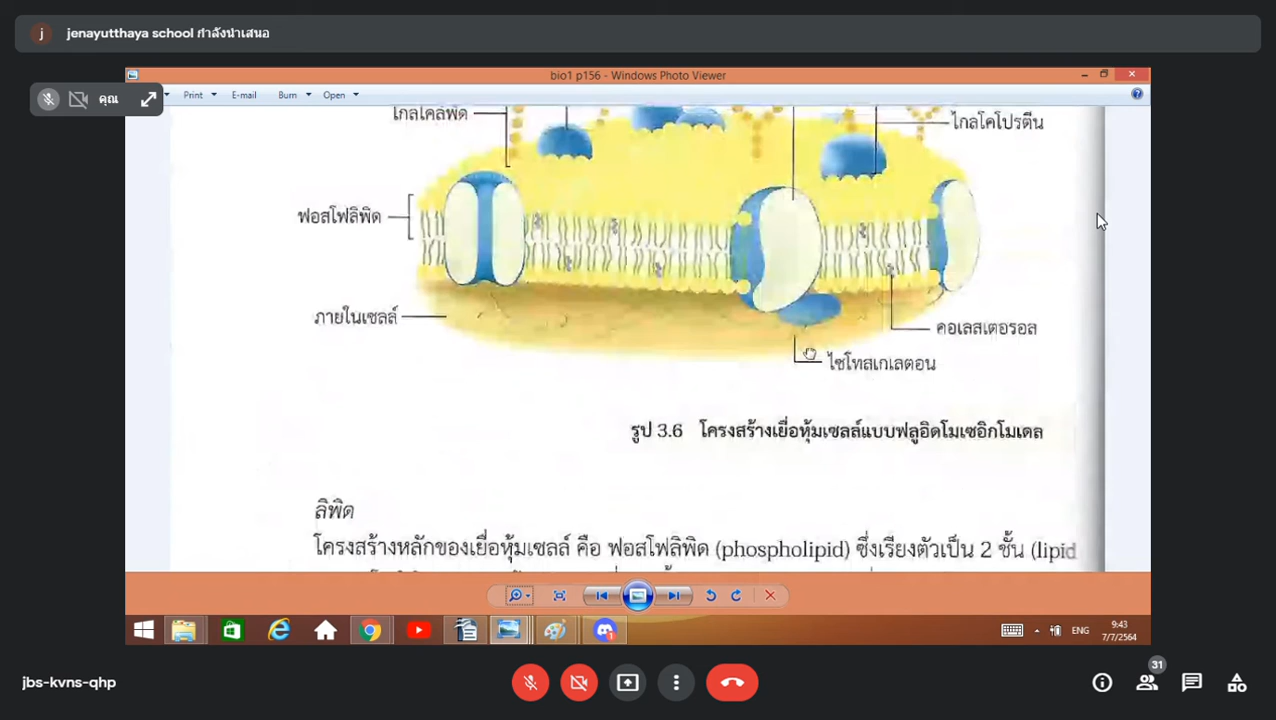 j jenayutthaya school กำลังนำเสนอ
bio1 p156 - Windows Photo Viewer
คุณ
Print E-mail Burn Open
ไกลโคลิพิด
ไกลโคโปรตีน
ฟอสโฟลิพิด
ภายในเซลล์
คอเลสเตอรอล
ไซโทสเกเลตอน
รูป 3.6 โครงสร้างเยื่อหุ้มเซลล์แบบฟลูอิดโมเซอิกโมเดล
ลิพิด
โครงสร้างหลักของเยื่อหุ้มเซลล์ คือ ฟอสโฟลิพิด (phospholipid) ซึ่งเรียงตัวเป็น 2 ชั้น (lipid
ENG
9:43
7/7/2564
jbs-kvns-qhp
31